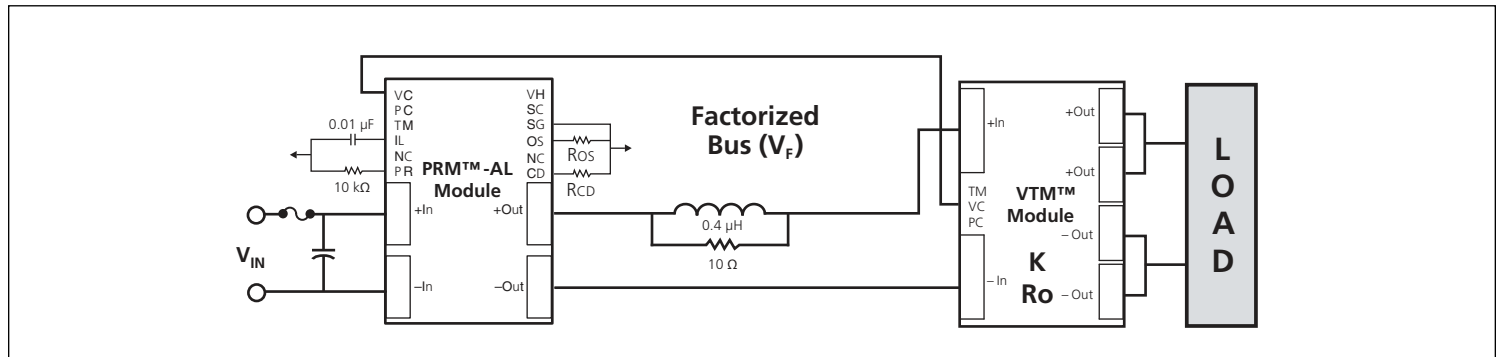 VC
PC
TM
IL
NC
PR
VH
SC
SG
OS
NC
CD
0.01 µF
10 kΩ
ROS
RCD
PRM™-AL
Module
+In
–In
+Out
–Out
VIN
Factorized
Bus (VF)
0.4 µH
10 Ω
+In
– In
TM
VC
PC
VTM™
Module
K
Ro
+Out
+Out
– Out
– Out
L
O
A
D